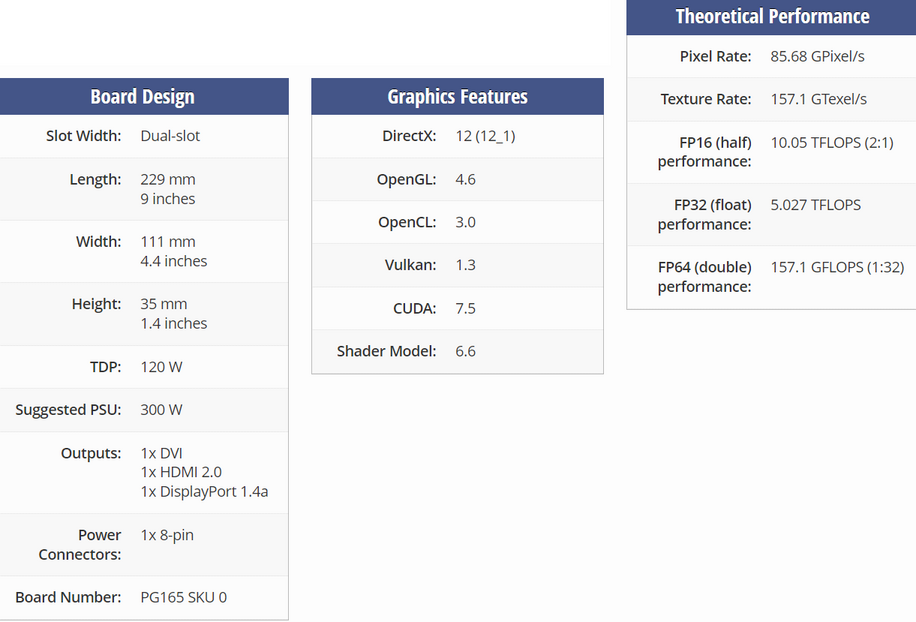 Board Design
Slot Width: Dual-slot
Length: 229 mm
9 inches
Width: 111 mm
4.4 inches
Height: 35 mm
1.4 inches
TDP: 120 W
Suggested PSU: 300 W
Outputs: 1x DVI
1x HDMI 2.0
1x DisplayPort 1.4a
Power 1x 8-pin
Connectors:
Board Number: PG165 SKU 0
Graphics Features
DirectX: 12 (12_1)
OpenGL: 4.6
OpenCL: 3.0
Vulkan: 1.3
CUDA: 7.5
Shader Model: 6.6
Theoretical Performance
Pixel Rate: 85.68 GPixel/s
Texture Rate: 157.1 GTexel/s
FP16 (half) 10.05 TFLOPS (2:1)
performance:
FP32 (float) 5.027 TFLOPS
performance:
FP64 (double) 157.1 GFLOPS (1:32)
performance: